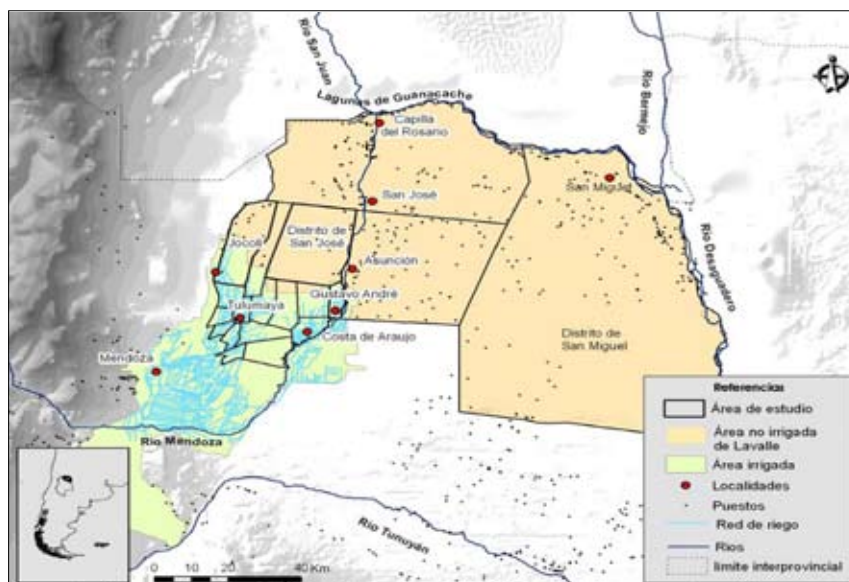 Río San Juan
Lagunas de Guanacache
Río Bermejo
Capilla
del Rosario
San Miguel
San José
Río Desaguadero
Distrito de
San José
Jocolí
Asunción
Gustavo André
Tulumaya
Costa de Araujo
Distrito de
San Miguel
Mendoza
Río Mendoza
Río Tunuyán
0 20 40 Km
Referencias
Área de estudio
Área no irrigada
de Lavalle
Área irrigada
Localidades
Puestos
Red de riego
Ríos
límite interprovincial